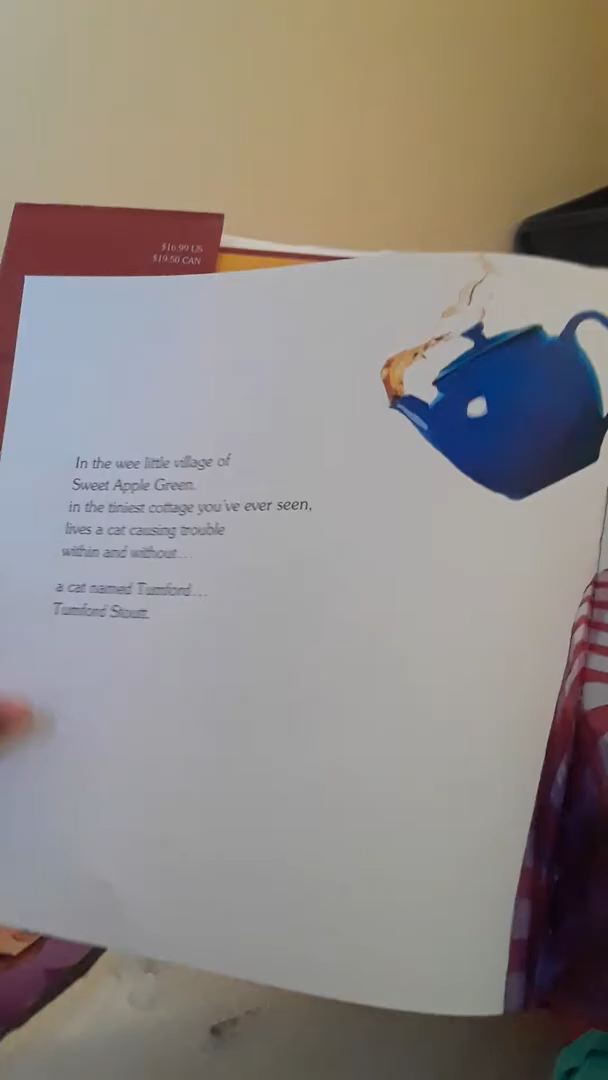 $16.99 US
$19.50 CAN
In the wee little village of
Sweet Apple Green,
in the tiniest cottage you've ever seen,
lives a cat causing trouble
within and without...
a cat named Tumford...
Tumford Stoutt.